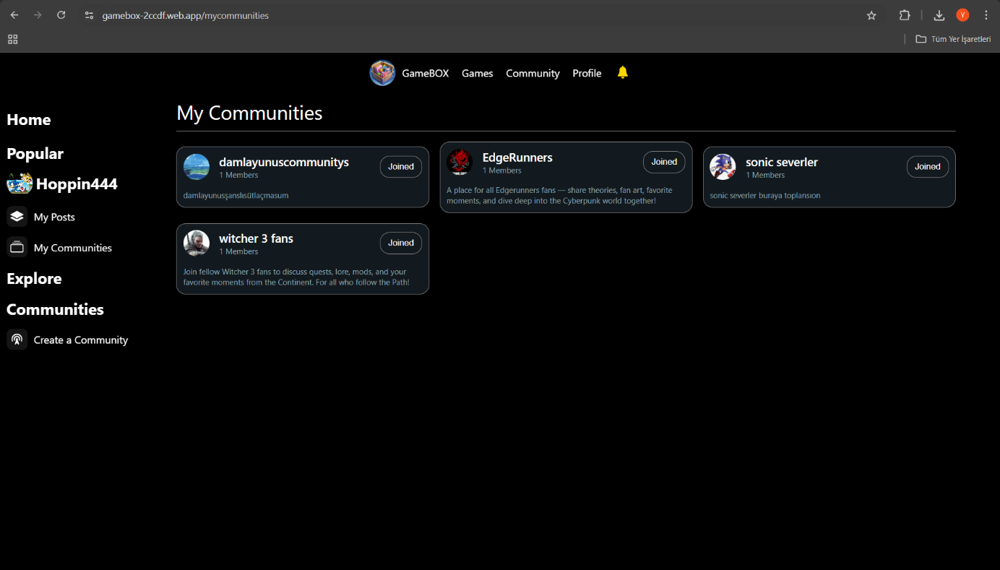 gamebox-2ccdf.web.app/mycommunities
Y
Tüm Yer İşaretleri
GameBOX Games Community Profile
Home
Popular
Hoppin444
My Posts
My Communities
Explore
Communities
Create a Community
My Communities
damlayunuscommunitys
1 Members
Joined
damlayunusşanslısütlaçmasum
EdgeRunners
1 Members
Joined
A place for all Edgerunners fans — share theories, fan art, favorite
moments, and dive deep into the Cyberpunk world together!
sonic severler
1 Members
Joined
sonic severler buraya toplansıon
witcher 3 fans
1 Members
Joined
Join fellow Witcher 3 fans to discuss quests, lore, mods, and your
favorite moments from the Continent. For all who follow the Path!